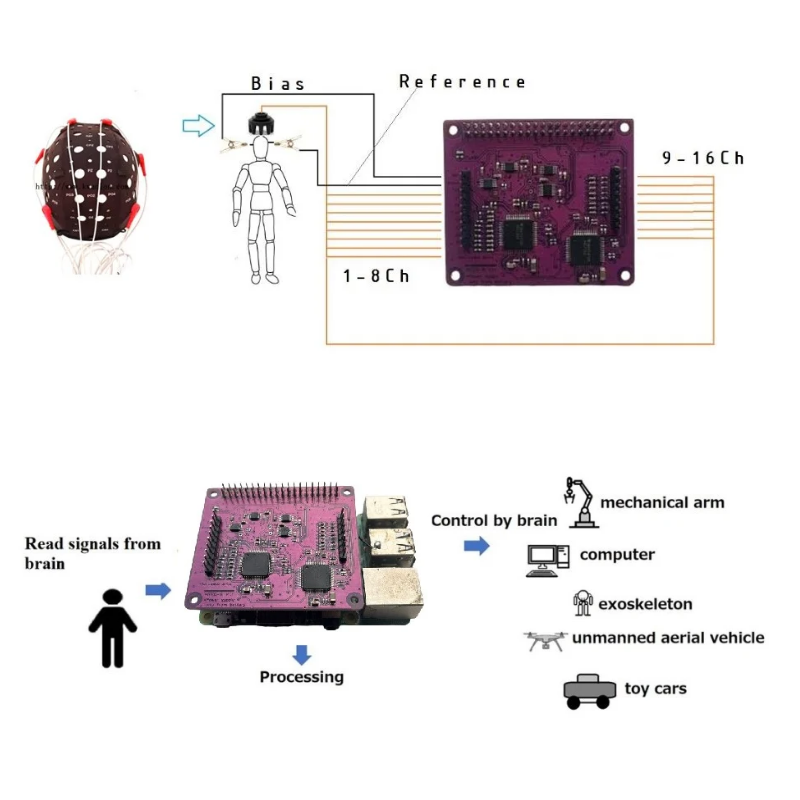 Bias
Reference
9-16Ch
1-8Ch
Read signals from
brain
Control by brain
mechanical arm
computer
exoskeleton
unmanned aerial vehicle
toy cars
Processing